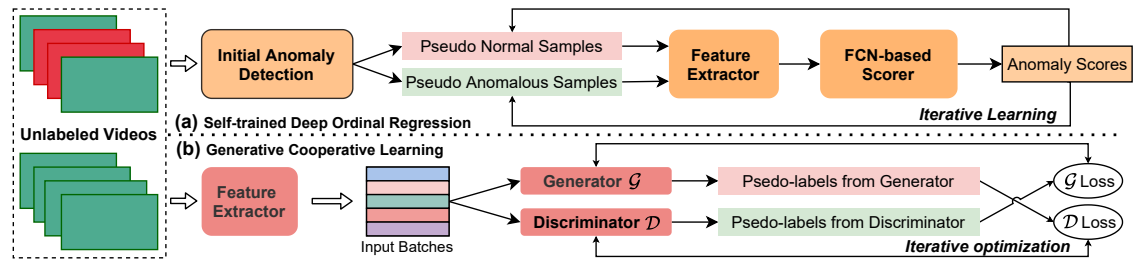 Initial Anomaly
Detection
Pseudo Normal Samples
Pseudo Anomalous Samples
Feature
Extractor
FCN-based
Scorer
Anomaly Scores
Iterative Learning
(a) Self-trained Deep Ordinal Regression
Unlabeled Videos
(b) Generative Cooperative Learning
Feature
Extractor
Input Batches
Generator 𝒢
Discriminator 𝒟
Psedo-labels from Generator
Psedo-labels from Discriminator
𝒢 Loss
𝒟 Loss
Iterative optimization